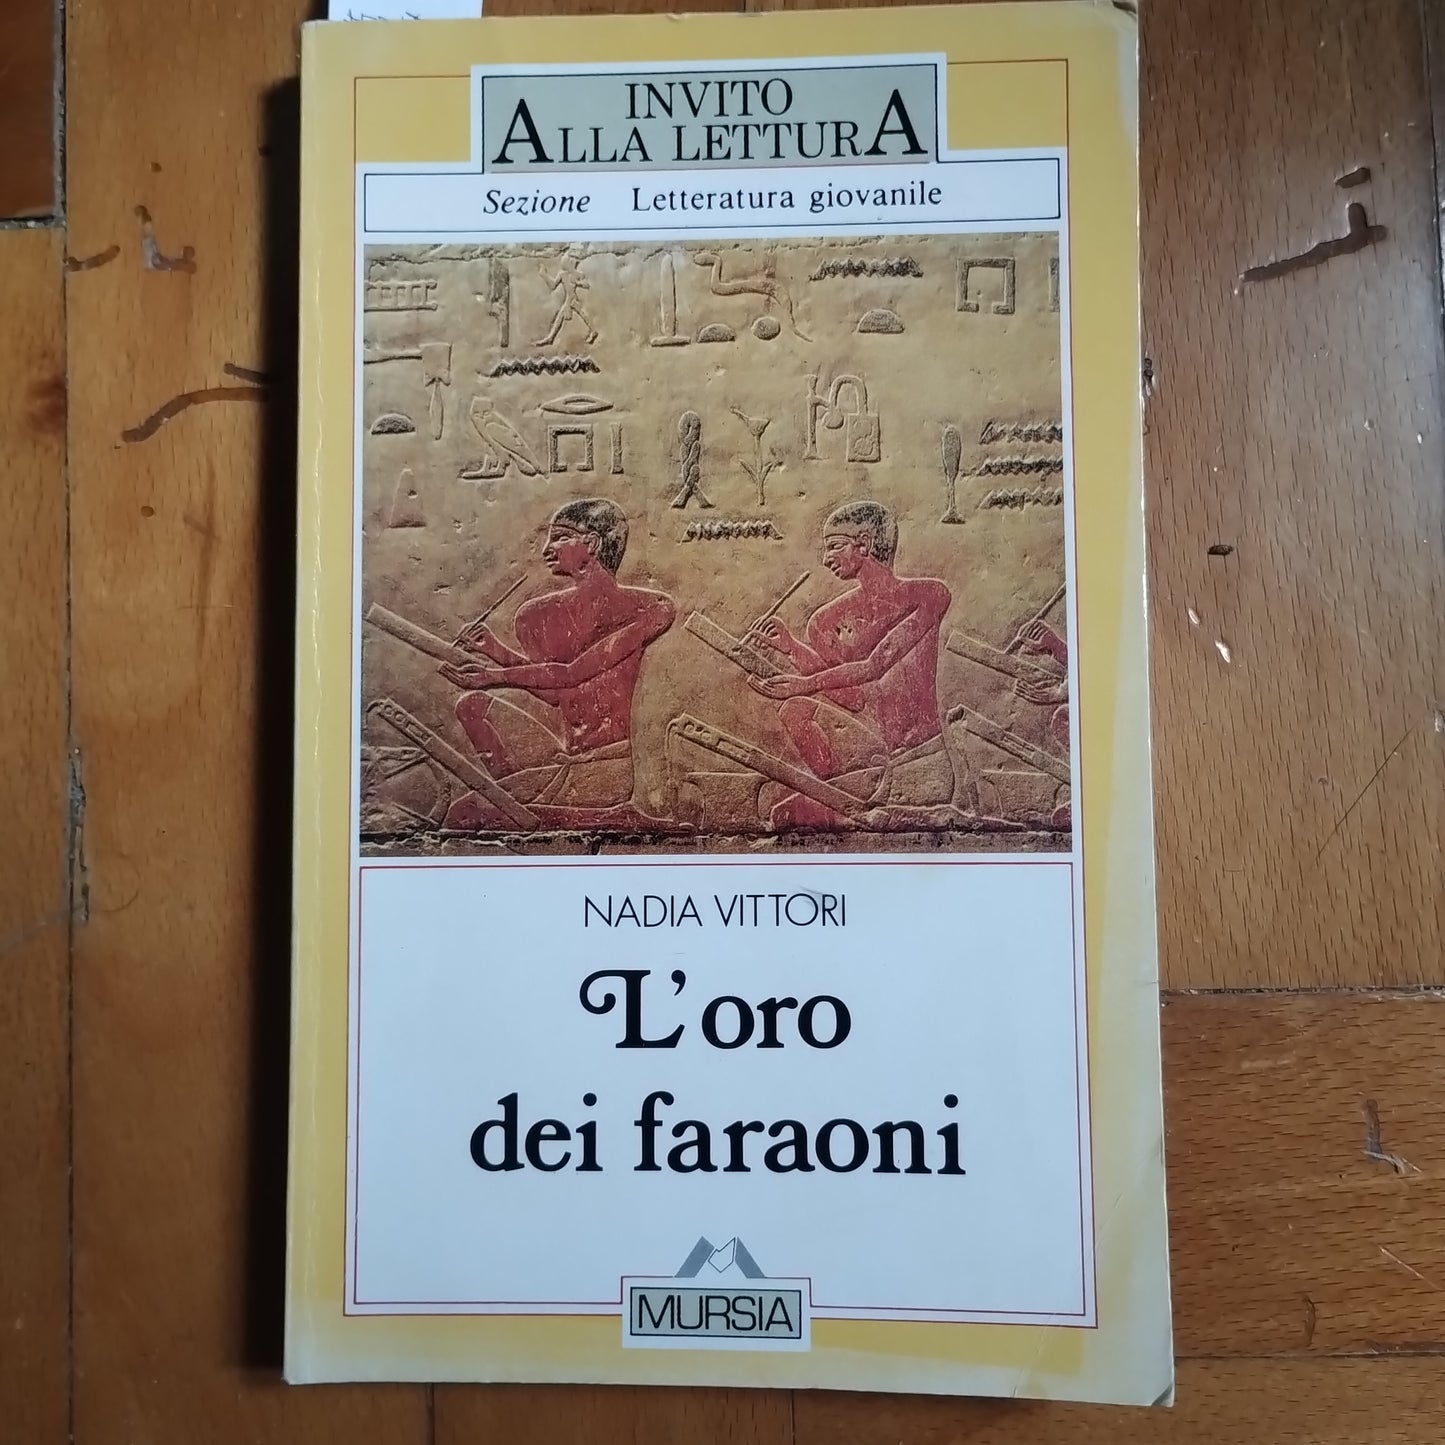 INVITO
ALLA LETTURA
Sezione Letteratura giovanile
NADIA VITTORI
L'oro
dei faraoni
MURSIA